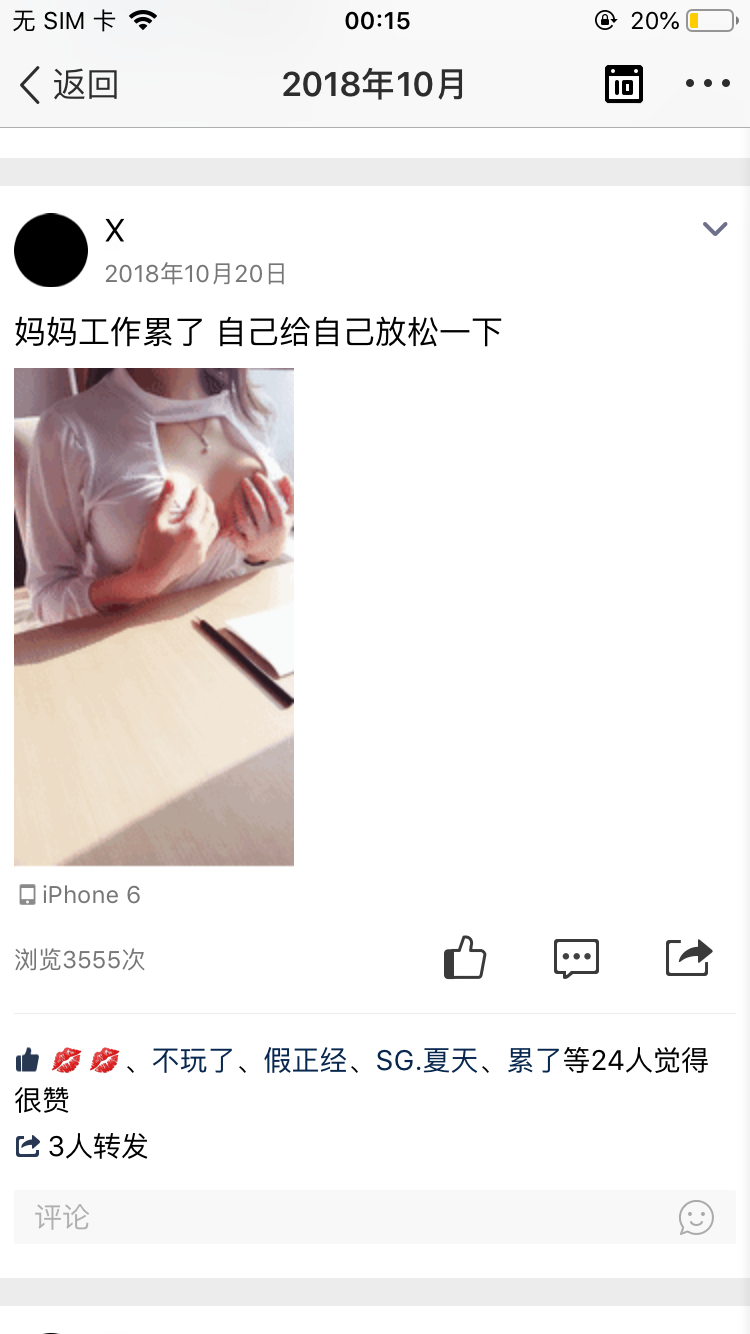 无 SIM 卡 00:15 20%
返回 2018年10月 10
X
2018年10月20日
妈妈工作累了 自己给自己放松一下
iPhone 6
浏览3555次
、不玩了、假正经、SG.夏天、累了等24人觉得
很赞
3人转发
评论